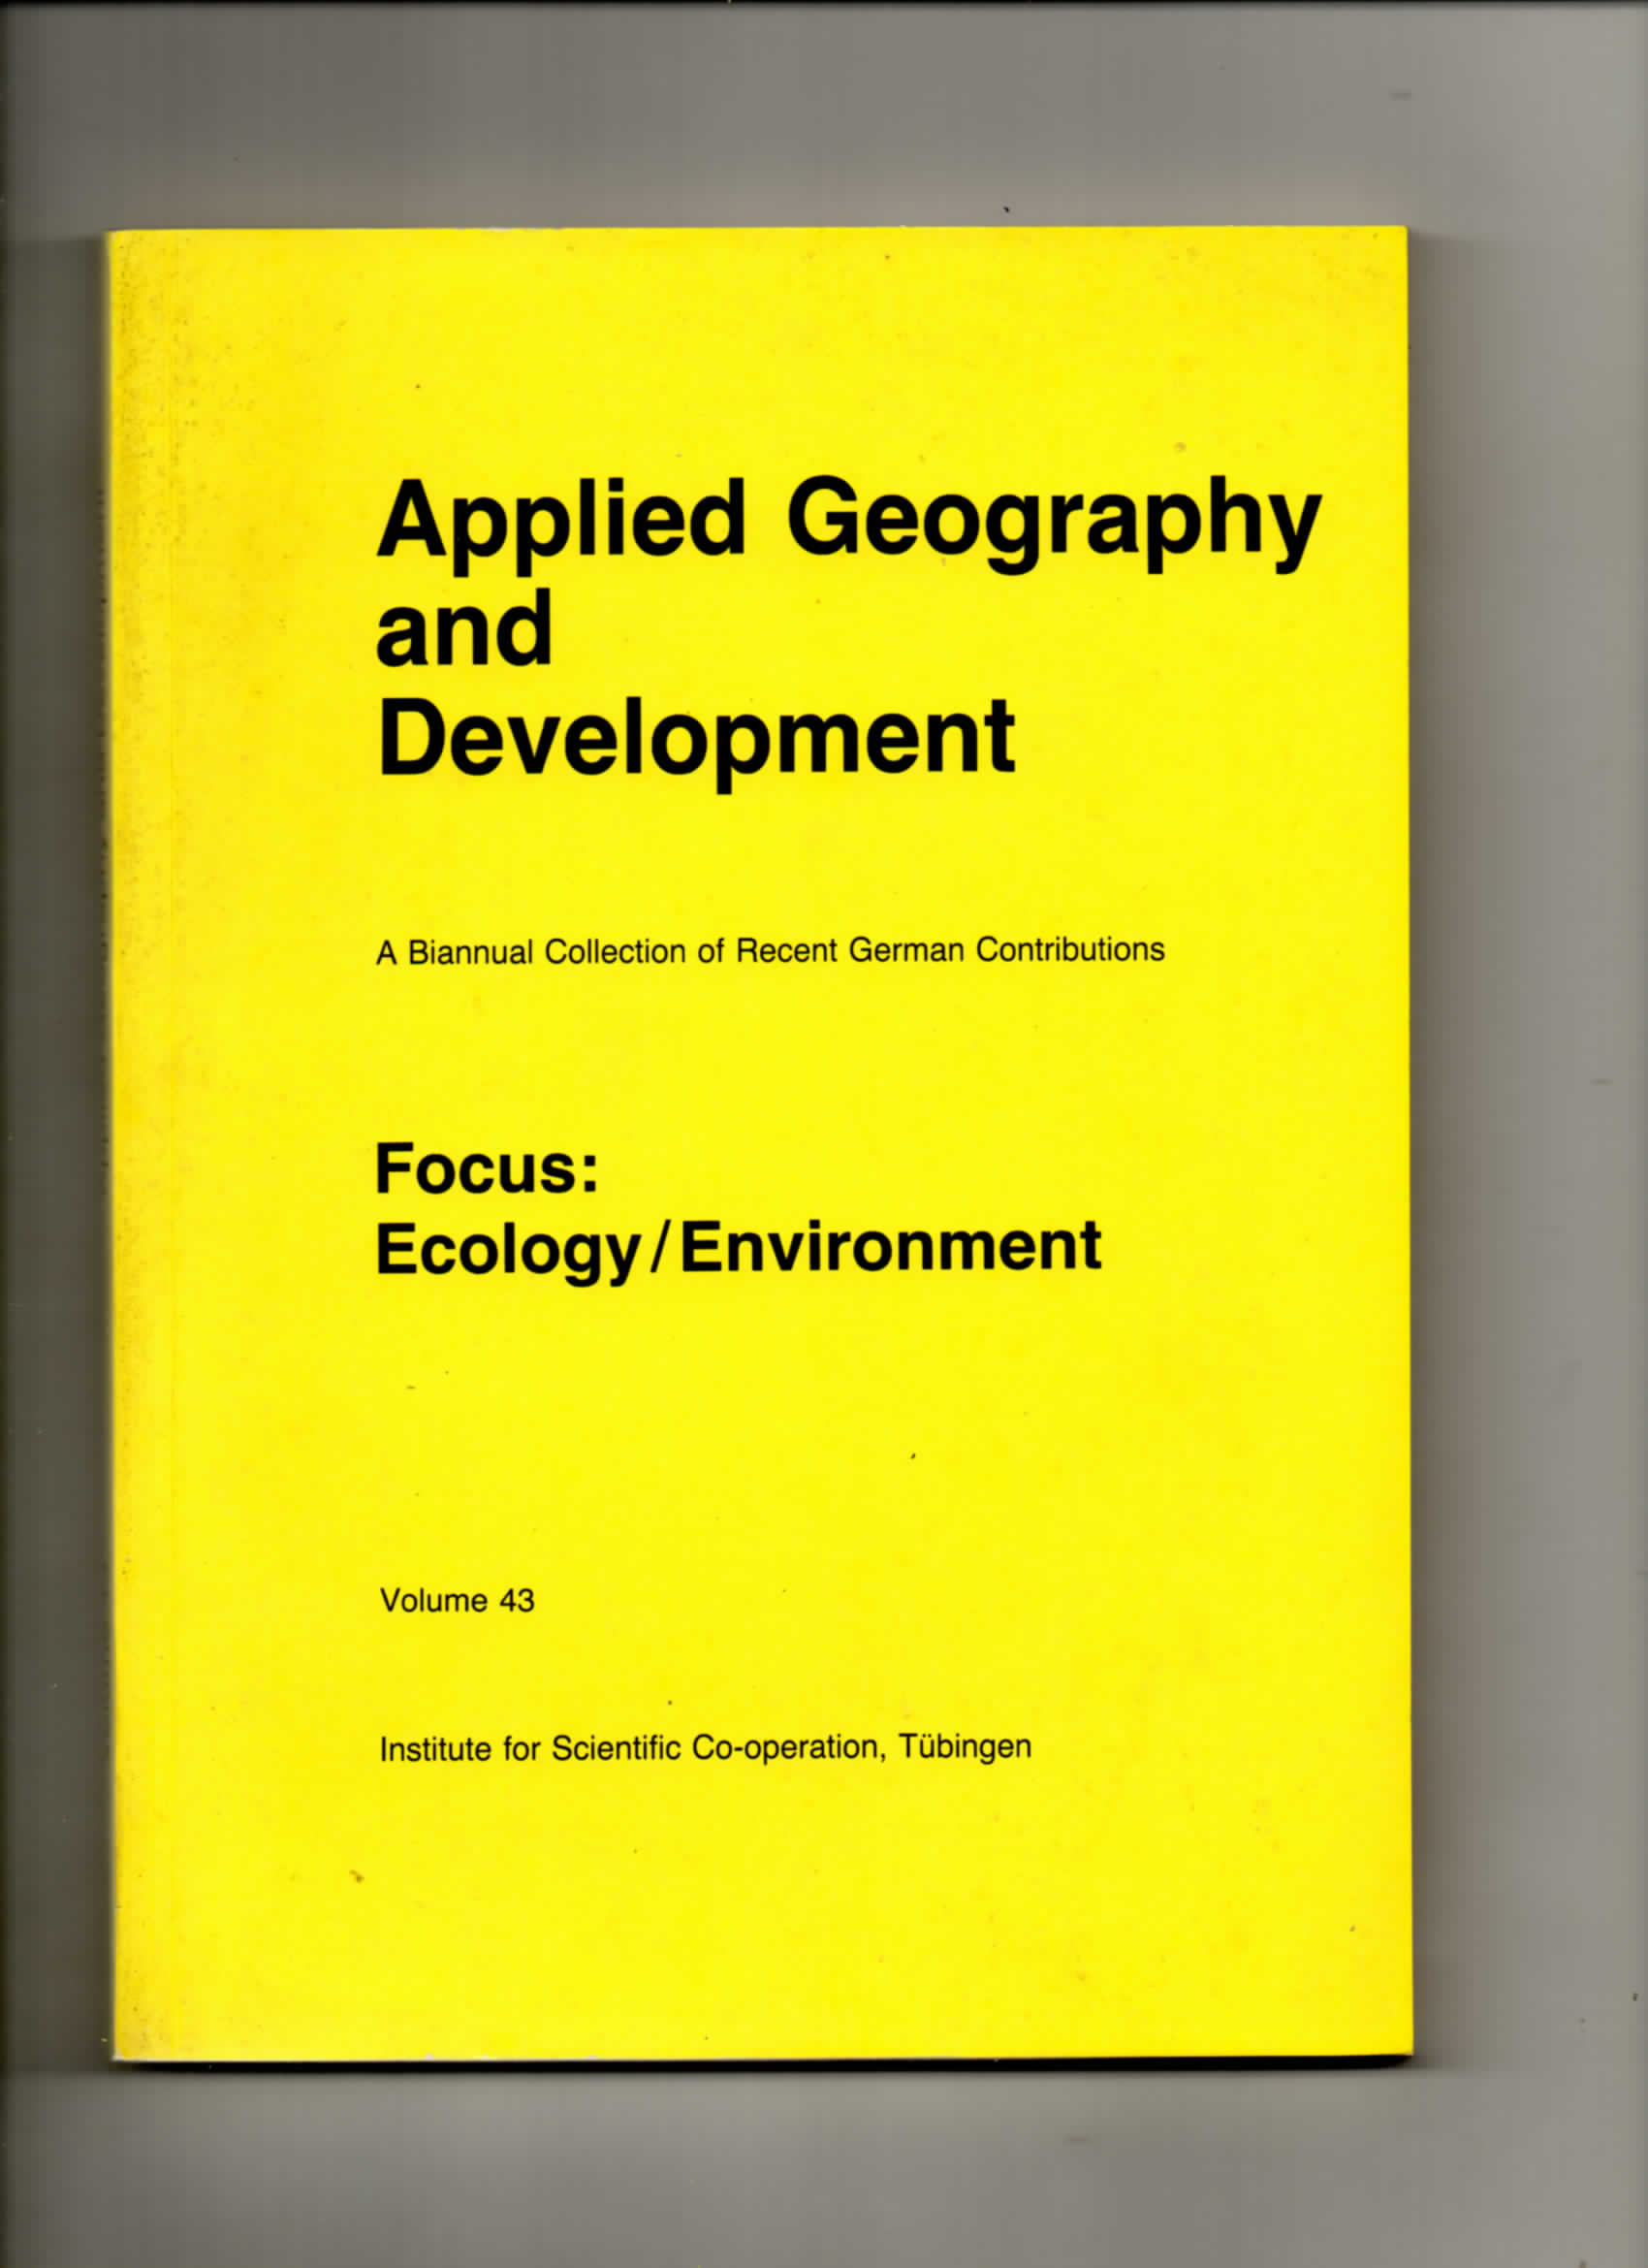 Applied Geography
and
Development
A Biannual Collection of Recent German Contributions
Focus:
Ecology/Environment
Volume 43
Institute for Scientific Co-operation, Tübingen